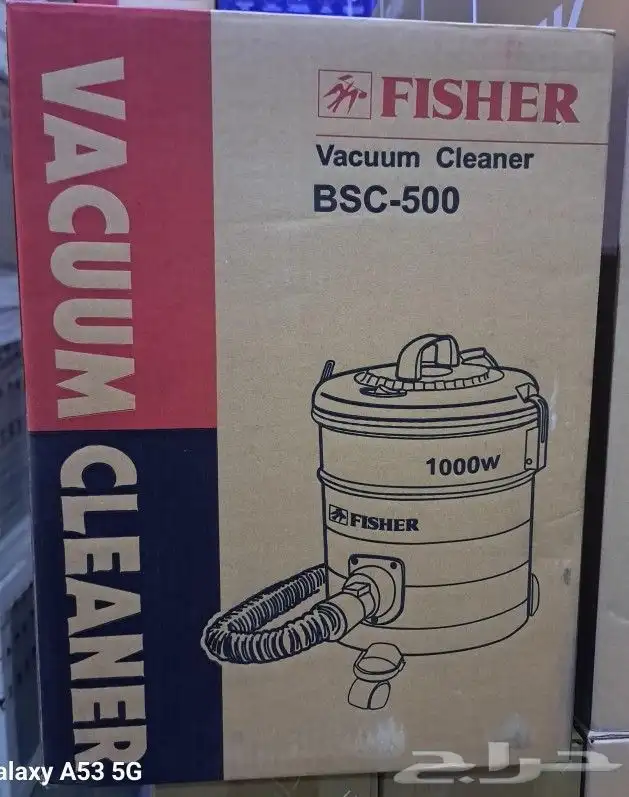 VACUUM CLEANER
FISHER
Vacuum Cleaner
BSC-500
1000W
FISHER
alaxy A53 5G
حراج